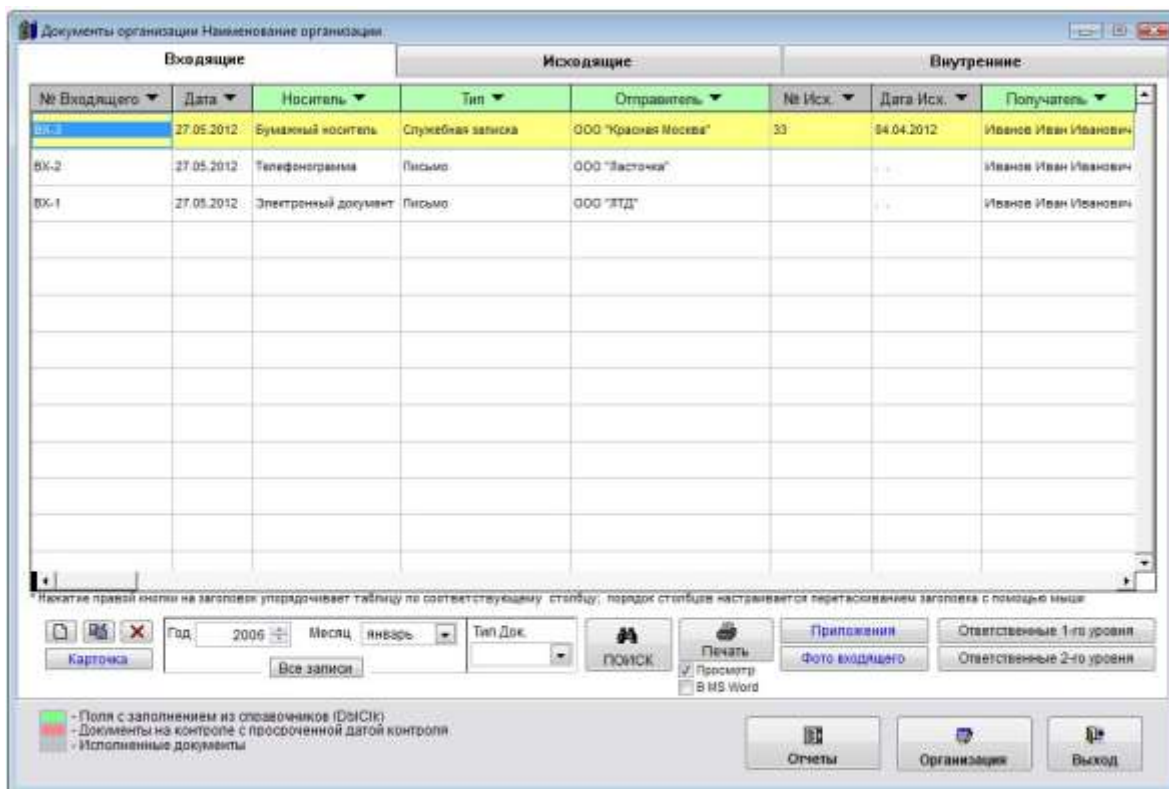 Документы организации Наименование организации
Входящие Исходящие Внутренние
№ Входящего Дата Носитель Тип Отправитель № Исх. Дата Исх. Получатель
ВХ-3 27.05.2012 Бумажный носитель Служебная записка ООО "Красная Москва" 33 04.04.2012 Иванов Иван Иванович
ВХ-2 27.05.2012 Телефонограмма Письмо ООО "Ласточка" . . Иванов Иван Иванович
ВХ-1 27.05.2012 Электронный документ Письмо ООО "ЛТД" . . Иванов Иван Иванович
* Нажатие правой кнопки на заголовок упорядочивает таблицу по соответствующему столбцу; порядок столбцов настраивается перетаскиванием заголовка с помощью мыши
Год 2006 Месяц январь Тип Док.
Карточка
Все записи
ПОИСК
Печать
Просмотр
В MS Word
Приложения
Фото входящего
Ответственные 1-го уровня
Ответственные 2-го уровня
- Поля с заполнением из справочников (DblClk)
- Документы на контроле с просроченной датой контроля
- Исполненные документы
Отчеты Организация Выход